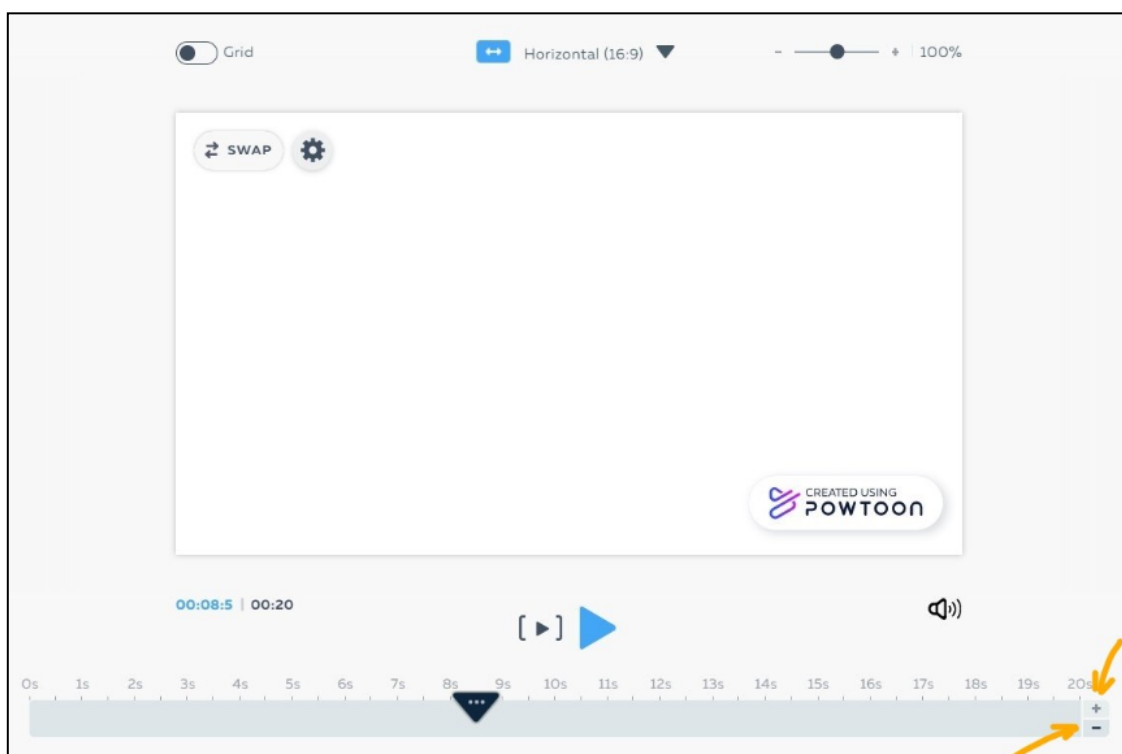 Grid
Horizontal (16:9)
- + 100%
SWAP
CREATED USING
POWTOON
00:08:5 | 00:20
0s 1s 2s 3s 4s 5s 6s 7s 8s 9s 10s 11s 12s 13s 14s 15s 16s 17s 18s 19s 20s
+
-